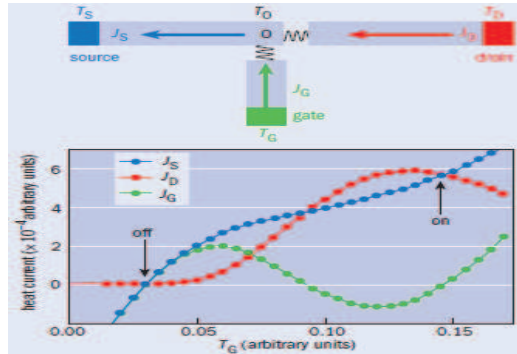 T_S T_O T_D
J_S O J_D
source drain
J_G
gate
T_G
J_S
J_D
J_G
heat current (x 10⁻⁴ arbitrary units)
6
4
2
0
off
on
0.00 0.05 0.10 0.15
T_G (arbitrary units)